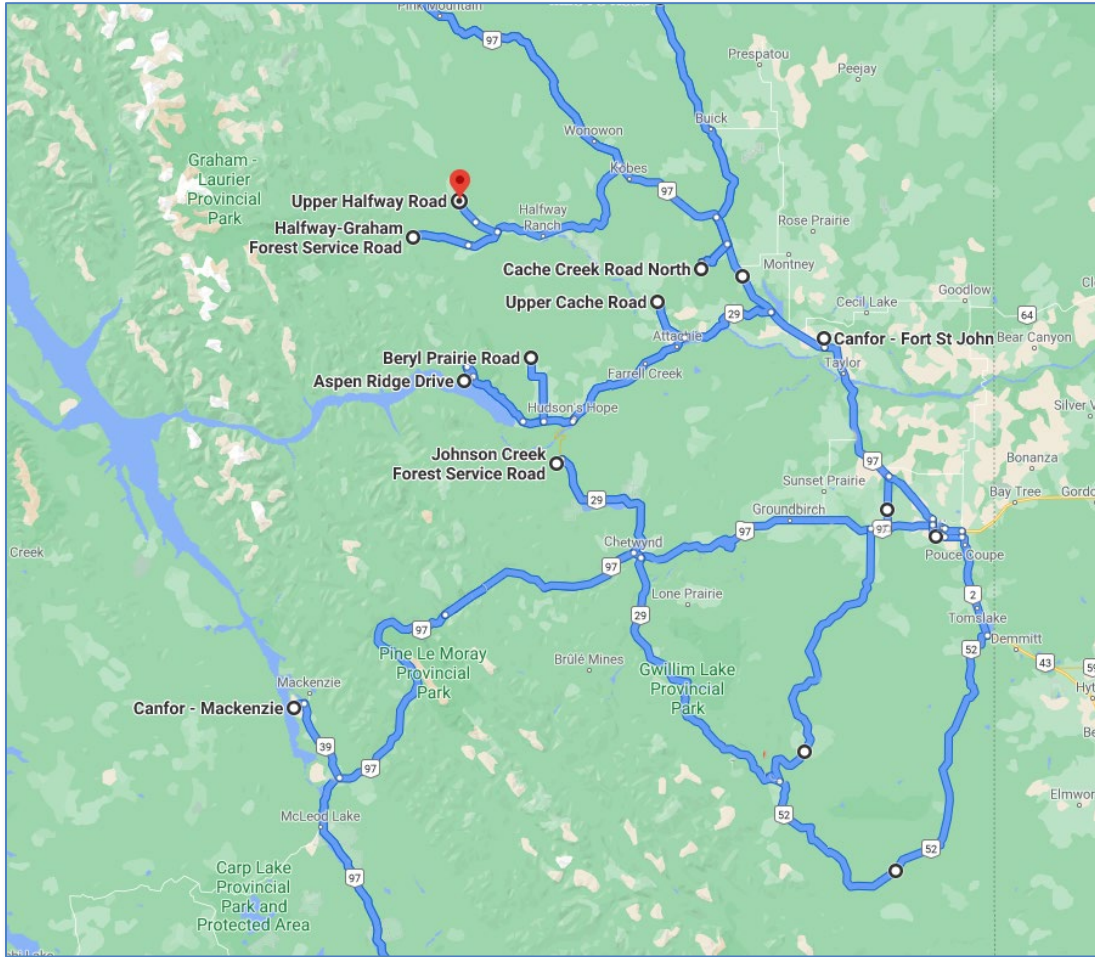 Pink Mountain
97
Prespatou
Peejay
Buick
Wonowon
Kobes
Graham -
Laurier
Provincial
Park
97
Upper Halfway Road
Halfway
Ranch
Rose Prairie
Halfway-Graham
Forest Service Road
Cache Creek Road North
Montney
Upper Cache Road
Goodlow
Cecil Lake
29
64
Attachie
Canfor - Fort St John
Bear Canyon
Beryl Prairie Road
Taylor
Farrell Creek
Aspen Ridge Drive
Hudson's Hope
Silver V
Johnson Creek
Forest Service Road
97
Bonanza
Sunset Prairie
Bay Tree
Gordo
29
Groundbirch
97
97
Creek
Chetwynd
Pouce Coupe
97
2
Lone Prairie
29
Tomslake
97
52
Demmitt
Pine Le Moray
Provincial
Park
Brûlé Mines
Gwillim Lake
Provincial
Park
43
59
Mackenzie
Hyt
Canfor - Mackenzie
Be
39
97
Elmwor
McLeod Lake
52
52
97
Carp Lake
Provincial
Park and
Protected Area